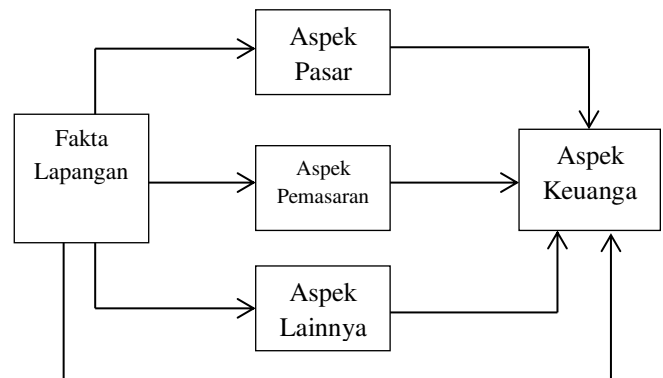 Aspek
Pasar
Fakta
Lapangan
Aspek
Pemasaran
Aspek
Keuanga
Aspek
Lainnya